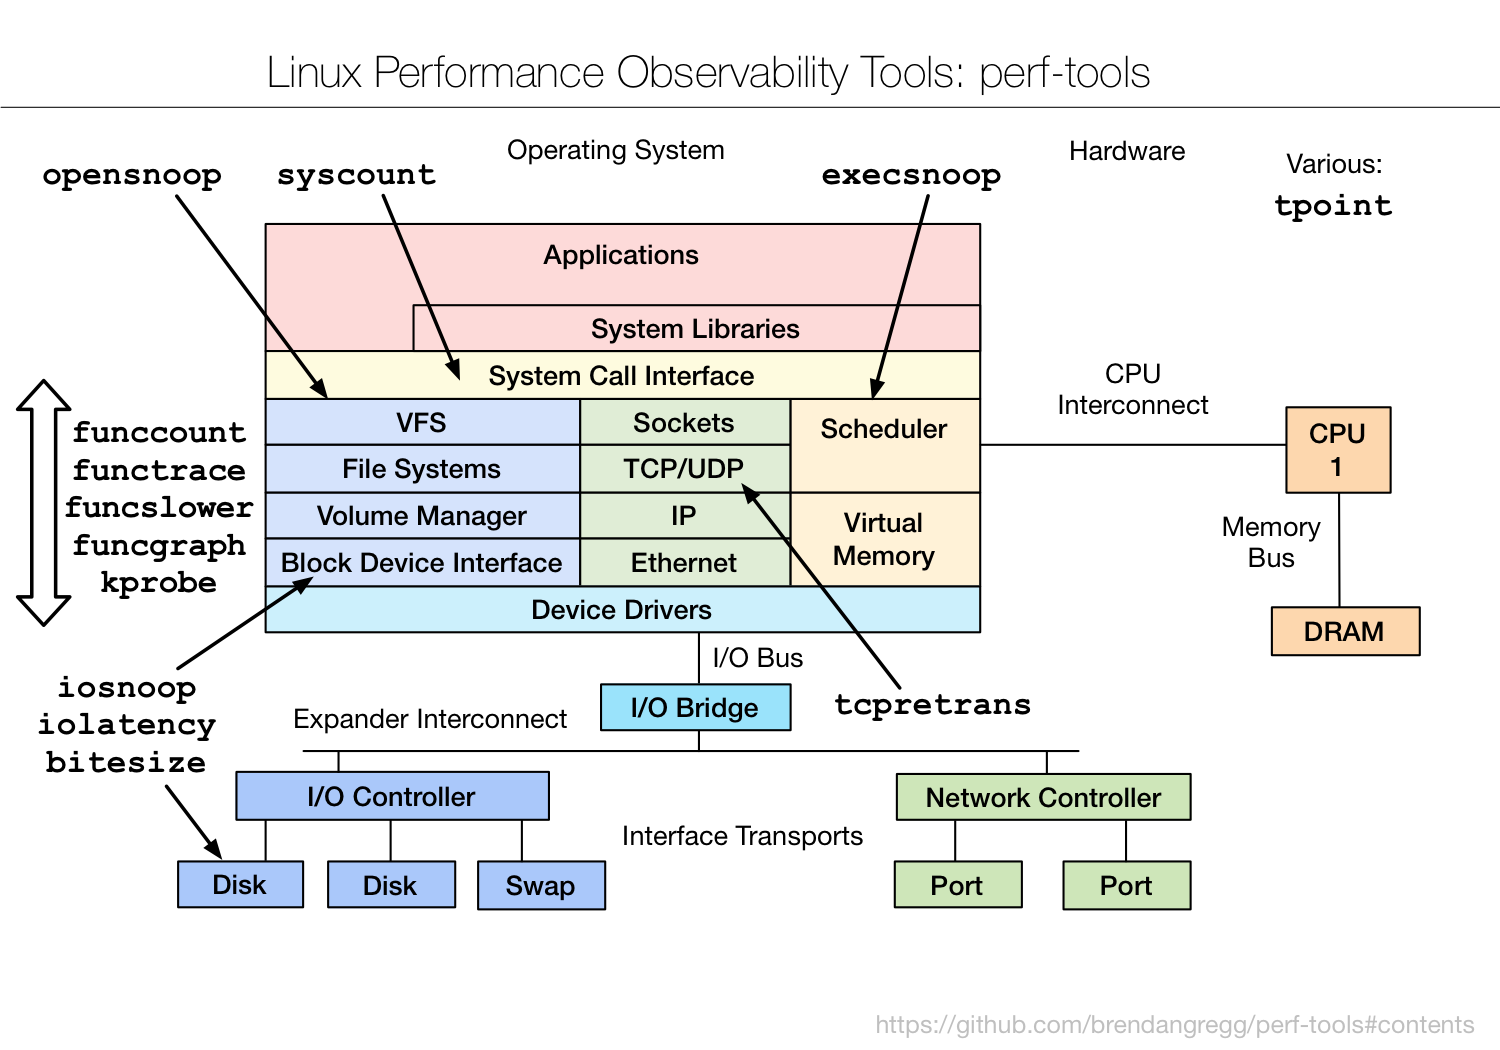 Linux Performance Observability Tools: perf-tools
Operating System
Hardware
Various:
tpoint
opensnoop
syscount
execsnoop
Applications
System Libraries
System Call Interface
VFS
Sockets
Scheduler
File Systems
TCP/UDP
Volume Manager
IP
Virtual
Memory
Block Device Interface
Ethernet
Device Drivers
CPU
Interconnect
CPU
1
Memory
Bus
DRAM
funccount
functrace
funcslower
funcgraph
kprobe
iosnoop
iolatency
bitesize
I/O Bus
I/O Bridge
tcpretrans
Expander Interconnect
I/O Controller
Network Controller
Interface Transports
Disk
Disk
Swap
Port
Port
https://github.com/brendangregg/perf-tools#contents